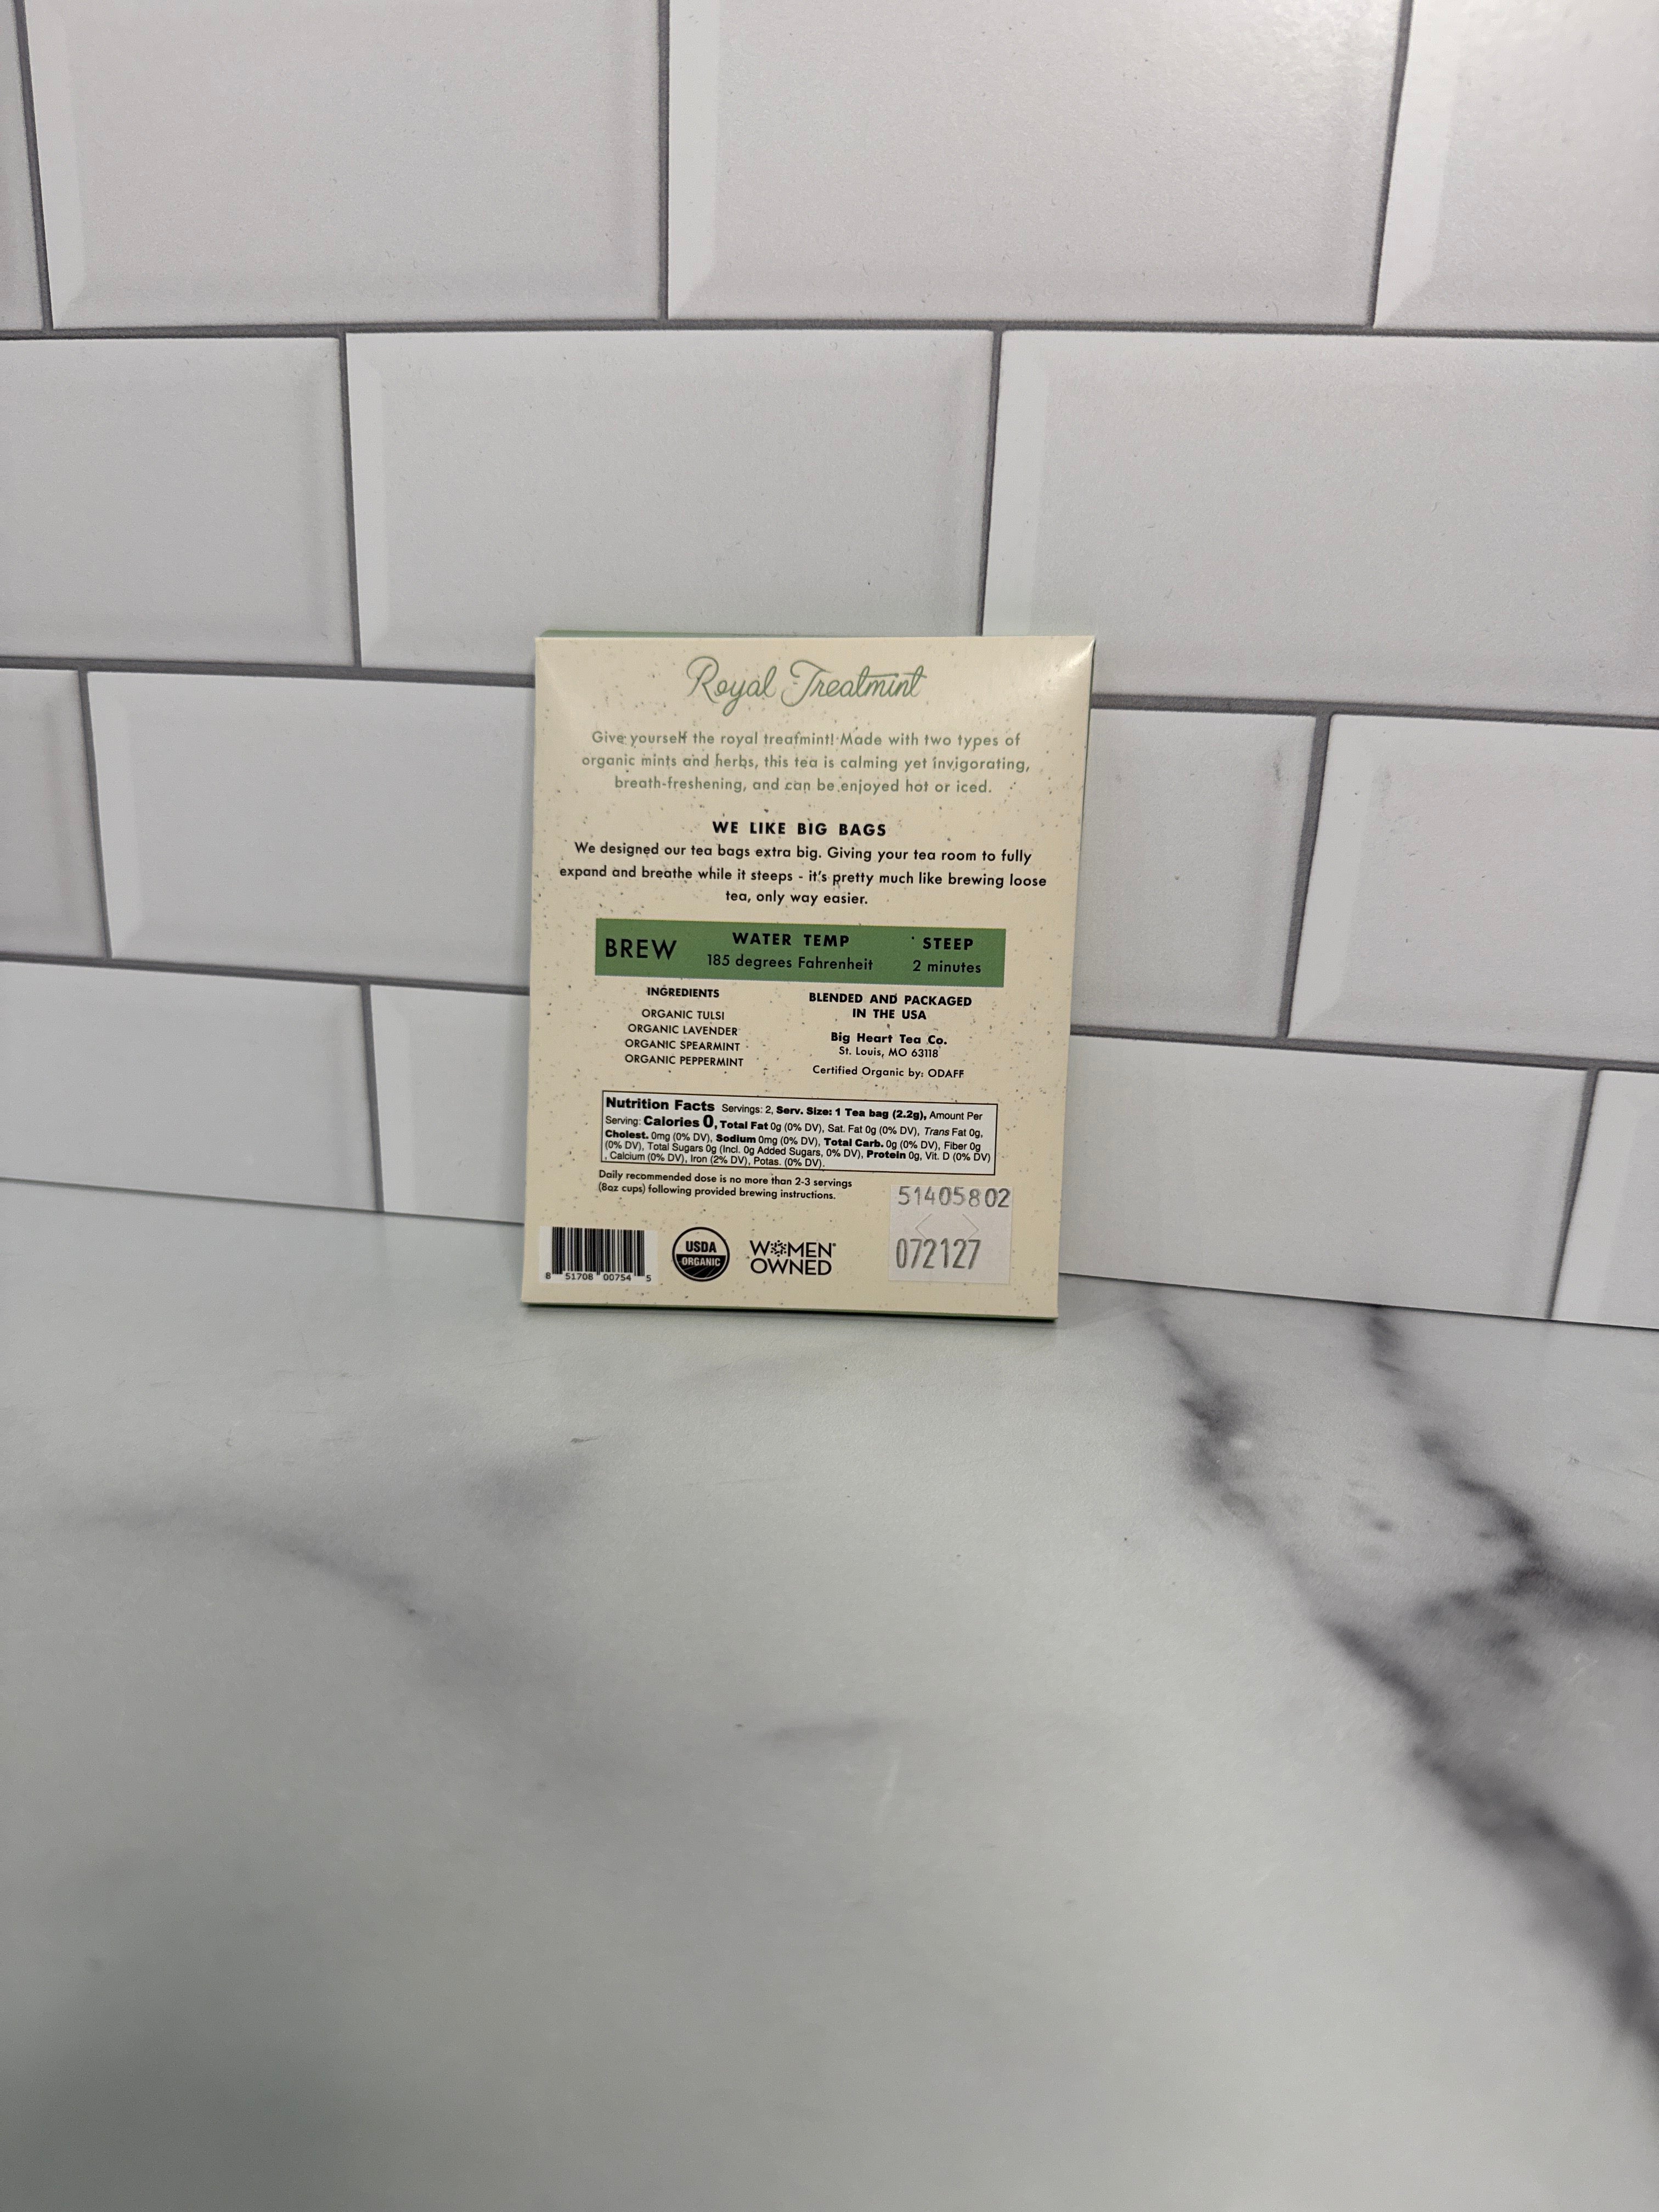 Royal Treatmint
Give yourself the royal treatmint! Made with two types of
organic mints and herbs, this tea is calming yet invigorating,
breath-freshening, and can be enjoyed hot or iced.
WE LIKE BIG BAGS
We designed our tea bags extra big. Giving your tea room to fully
expand and breathe while it steeps - it's pretty much like brewing loose
tea, only way easier.
BREW
WATER TEMP
185 degrees Fahrenheit
STEEP
2 minutes
INGREDIENTS
ORGANIC TULSI
ORGANIC LAVENDER
ORGANIC SPEARMINT
ORGANIC PEPPERMINT
BLENDED AND PACKAGED
IN THE USA
Big Heart Tea Co.
St. Louis, MO 63118
Certified Organic by: ODAFF
Nutrition Facts Servings: 2, Serv. Size: 1 Tea bag (2.2g), Amount Per
Serving: Calories 0, Total Fat 0g (0% DV), Sat. Fat 0g (0% DV), Trans Fat 0g,
Cholest. 0mg (0% DV), Sodium 0mg (0% DV), Total Carb. 0g (0% DV), Fiber 0g
(0% DV), Total Sugars 0g (Incl. 0g Added Sugars, 0% DV), Protein 0g, Vit. D (0% DV)
, Calcium (0% DV), Iron (2% DV), Potas. (0% DV).
Daily recommended dose is no more than 2-3 servings
(8oz cups) following provided brewing instructions.
8 51708 00754 5
USDA
ORGANIC
WOMEN
OWNED
51405802
072127